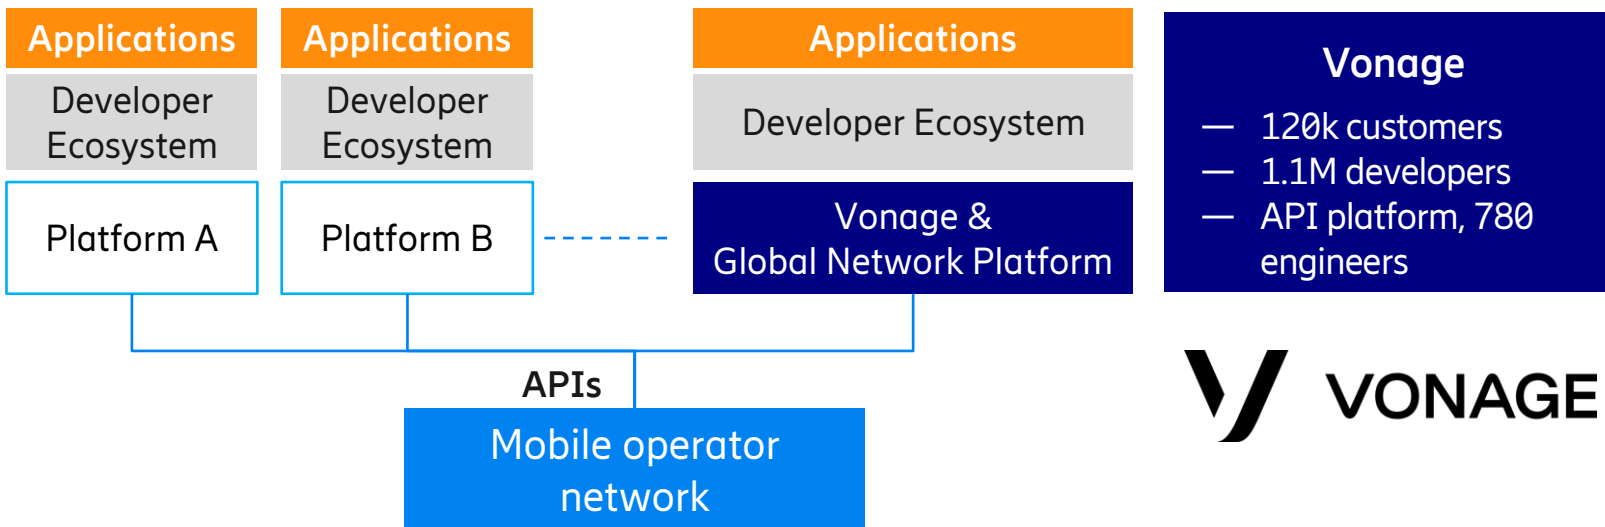 Applications
Developer
Ecosystem
Platform A
Applications
Developer
Ecosystem
Platform B
Applications
Developer Ecosystem
Vonage &
Global Network Platform
APIs
Mobile operator
network
Vonage
— 120k customers
— 1.1M developers
— API platform, 780
engineers
VONAGE